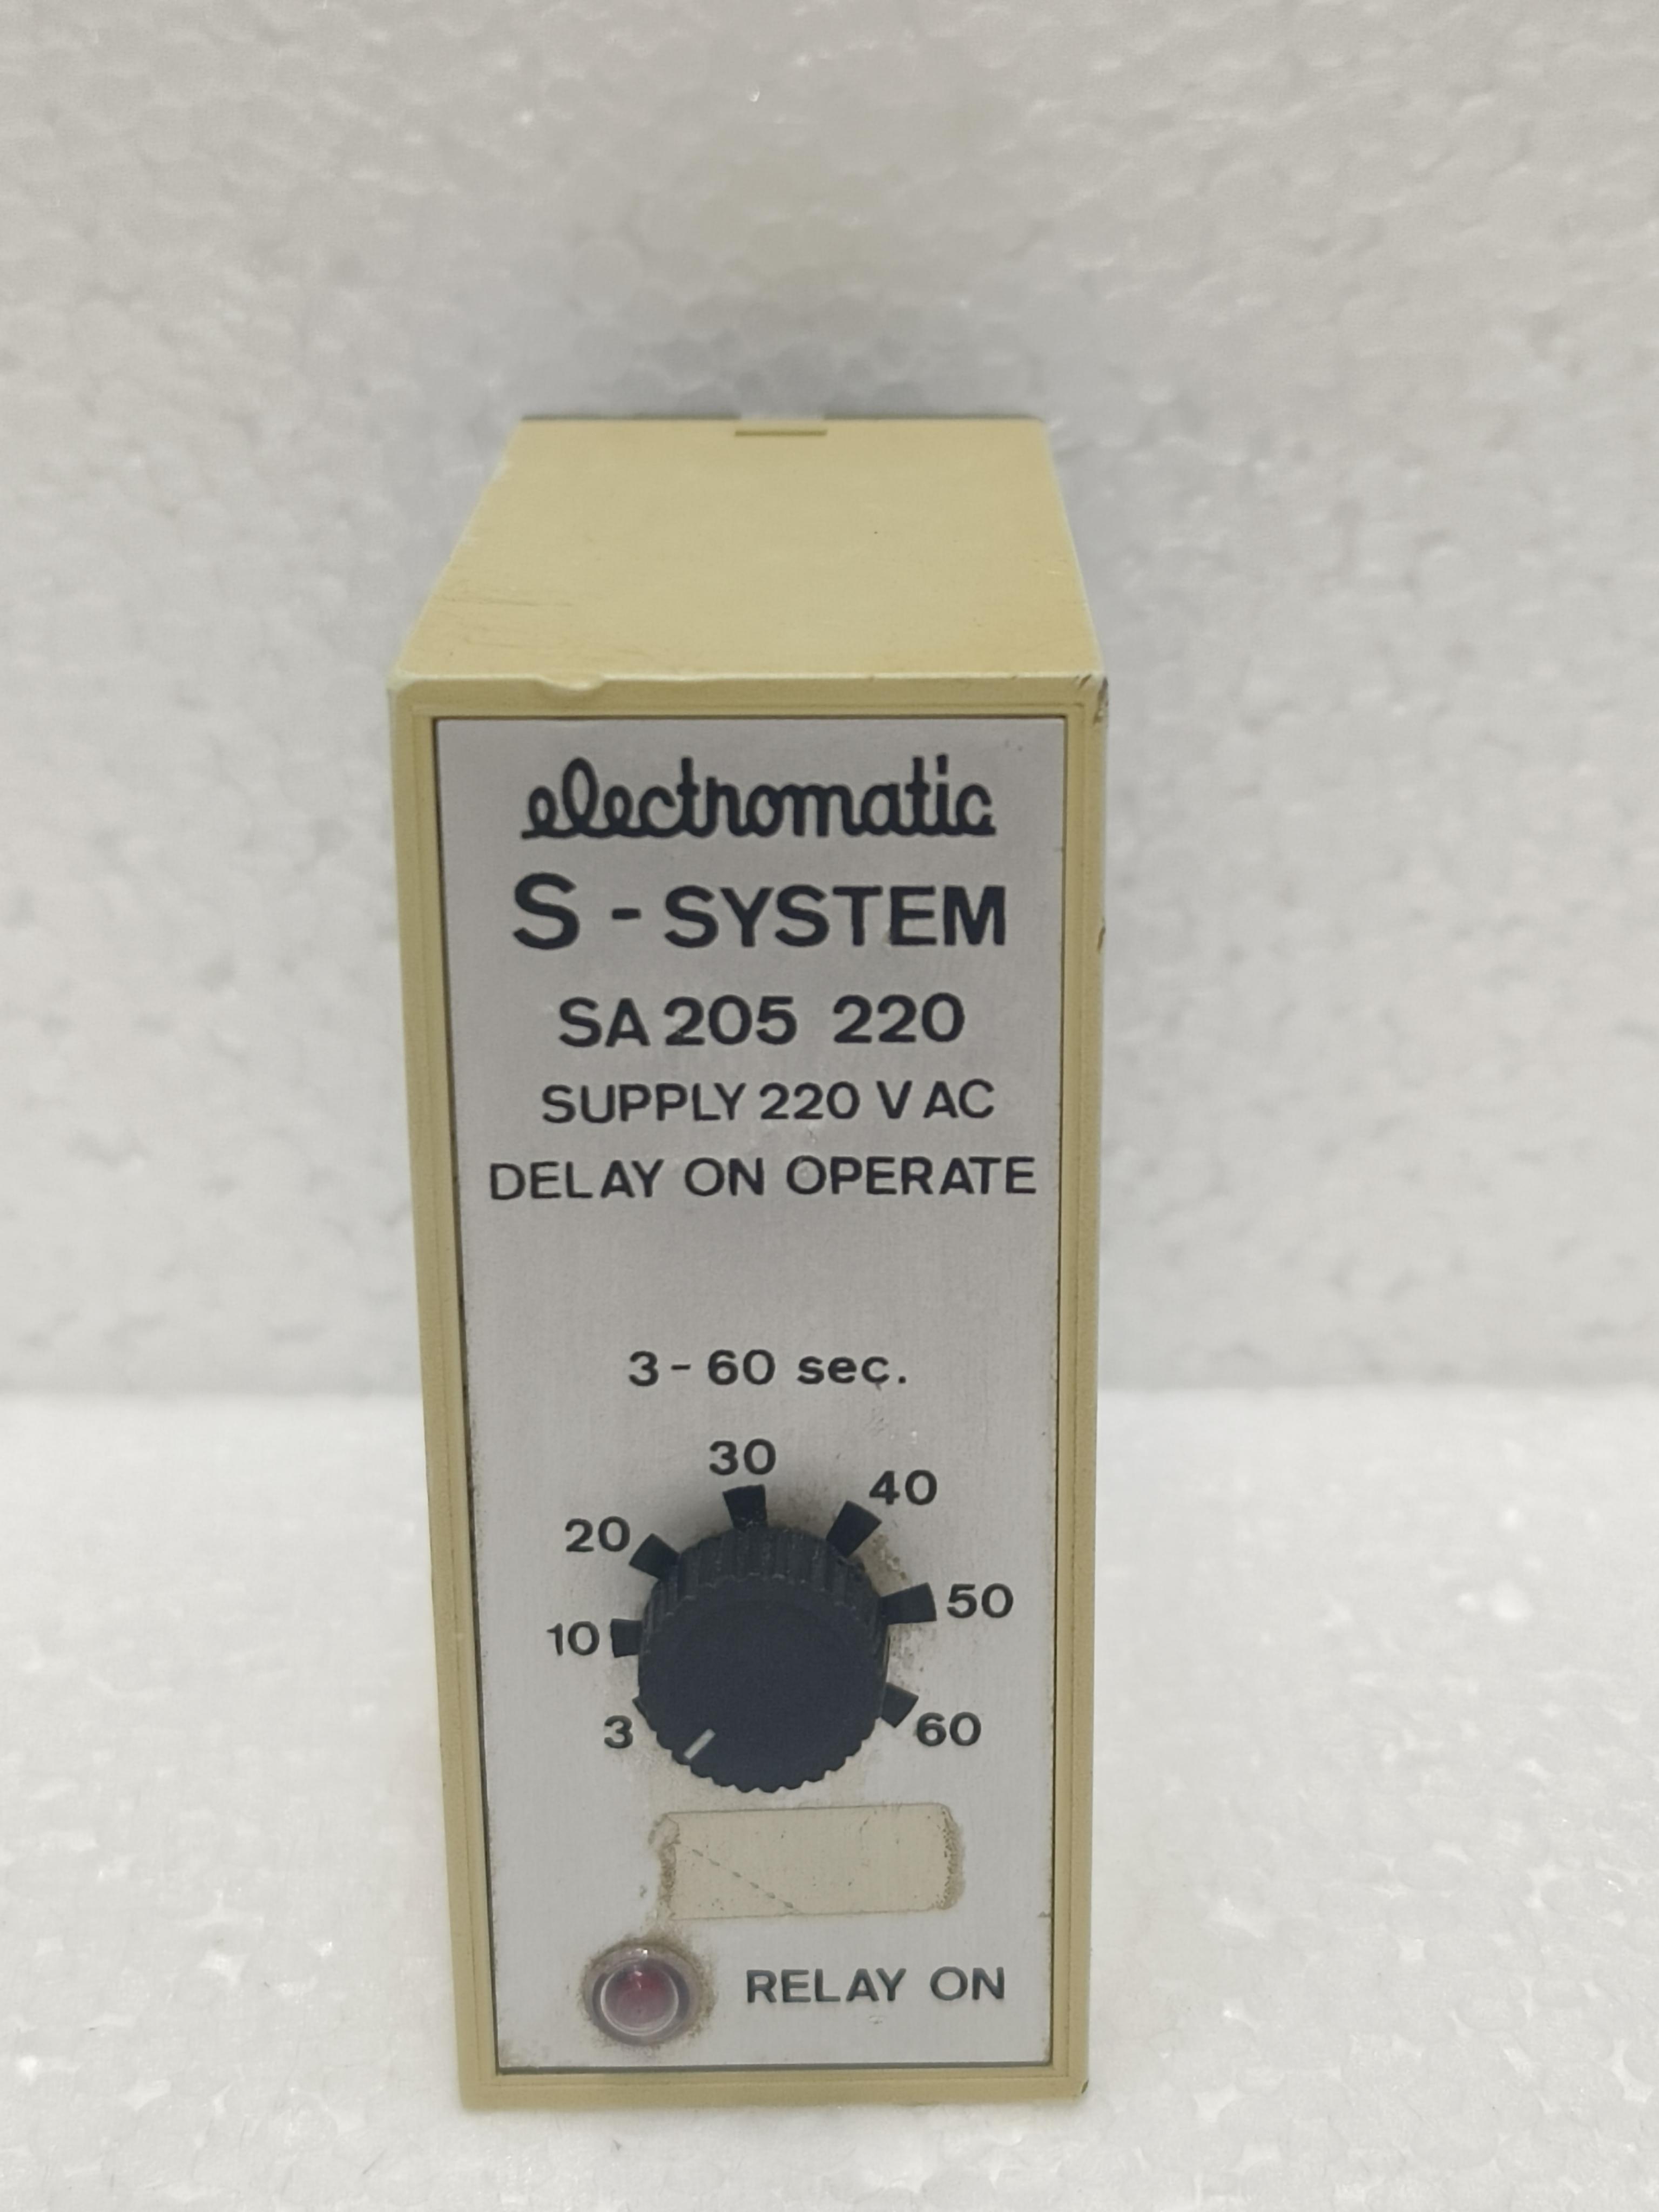 electromatic
S - SYSTEM
SA 205 220
SUPPLY 220 V AC
DELAY ON OPERATE
3 - 60 sec.
30
40
20
50
10
3
60
RELAY ON